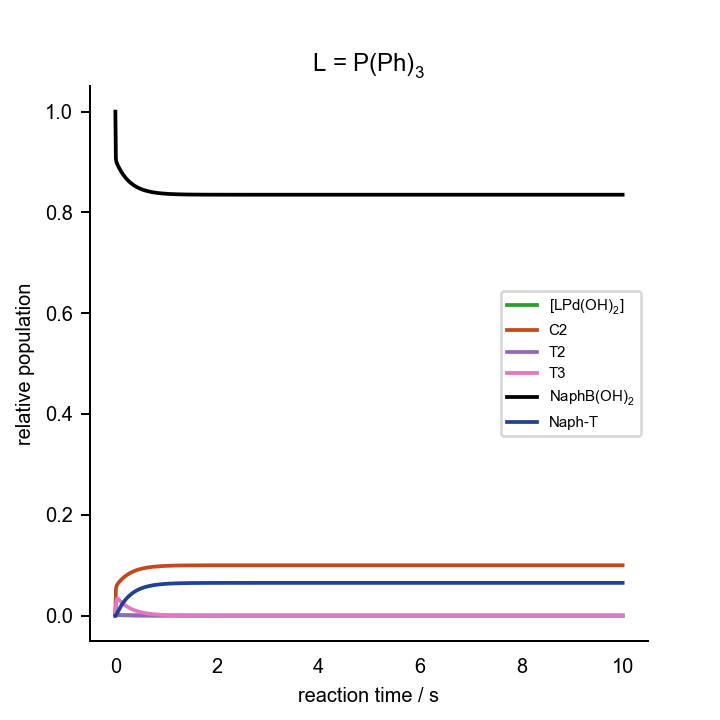 L = P(Ph)₃
relative population
1.0
0.8
0.6
0.4
0.2
0.0
[LPd(OH)₂]
C2
T2
T3
NaphB(OH)₂
Naph-T
0 2 4 6 8 10
reaction time / s